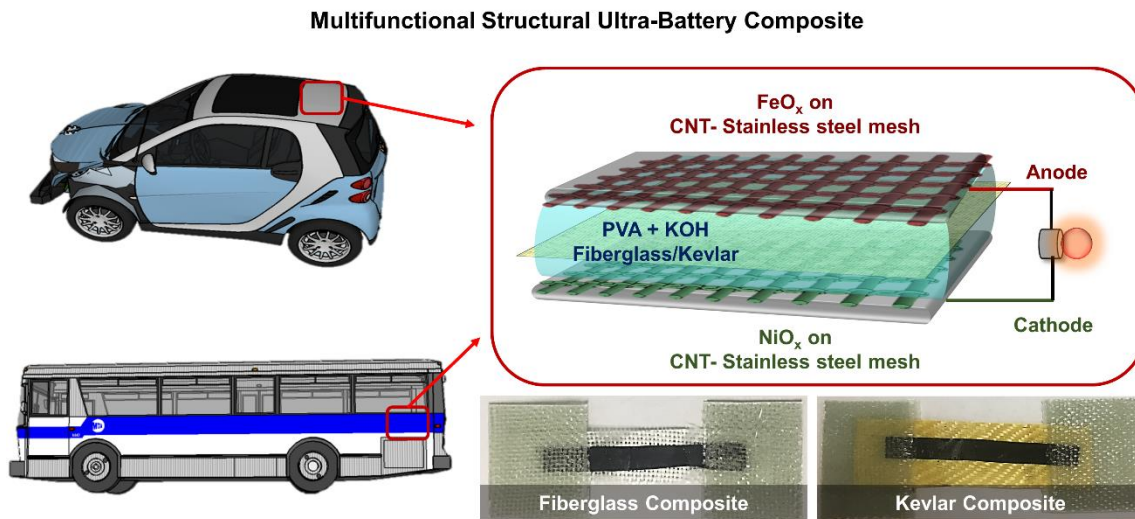 Multifunctional Structural Ultra-Battery Composite
FeOx on
CNT- Stainless steel mesh
Anode
PVA + KOH
Fiberglass/Kevlar
Cathode
NiOx on
CNT- Stainless steel mesh
MTA
Fiberglass Composite
Kevlar Composite